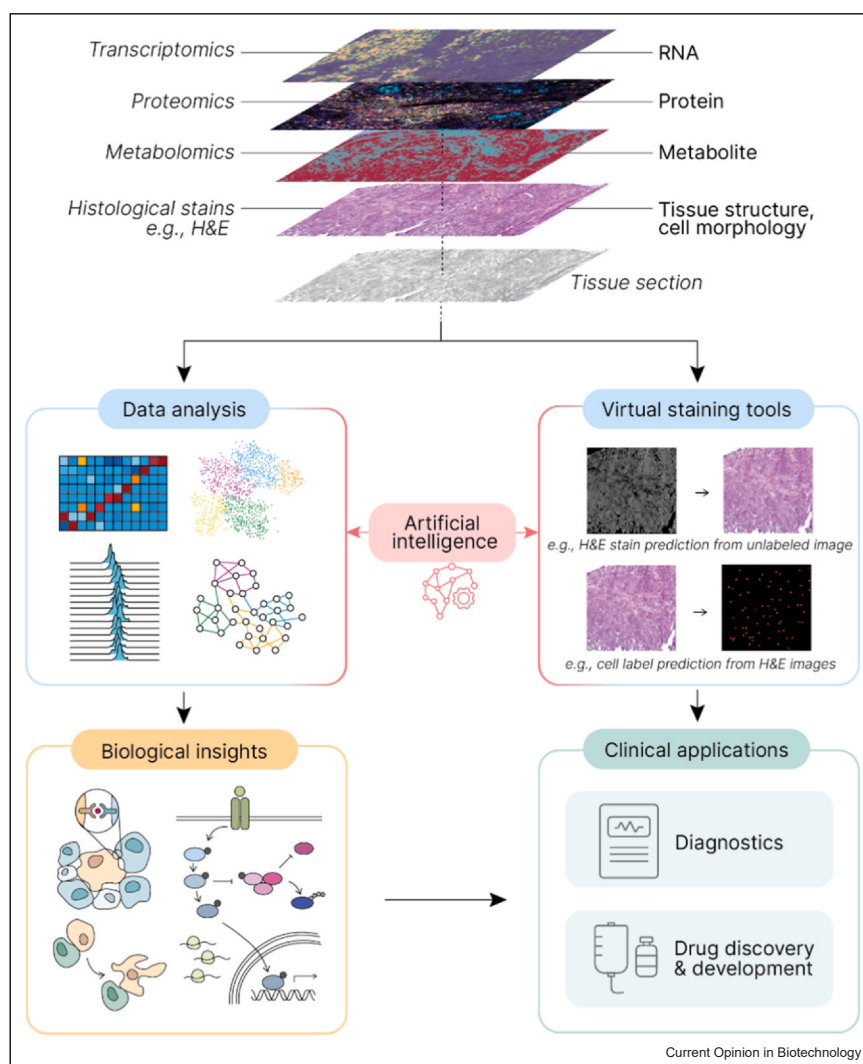 Transcriptomics
RNA
Proteomics
Protein
Metabolomics
Metabolite
Histological stains
e.g., H&E
Tissue structure,
cell morphology
Tissue section
Data analysis
Virtual staining tools
Artificial
intelligence
e.g., H&E stain prediction from unlabeled image
e.g., cell label prediction from H&E images
Biological insights
Clinical applications
Diagnostics
Drug discovery
& development
Current Opinion in Biotechnology